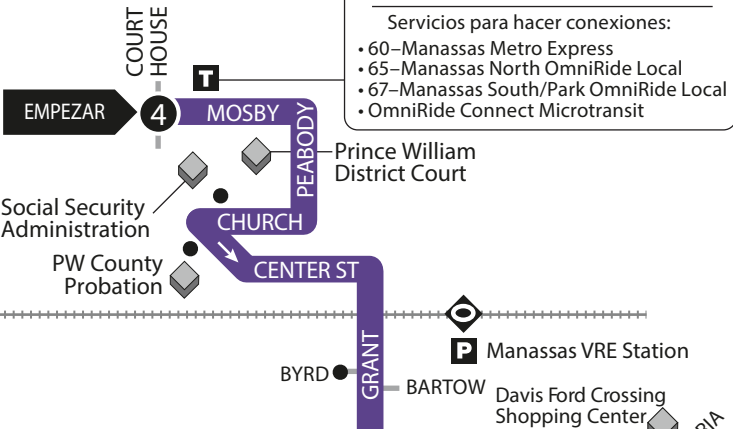 Servicios para hacer conexiones:
• 60–Manassas Metro Express
• 65–Manassas North OmniRide Local
• 67–Manassas South/Park OmniRide Local
• OmniRide Connect Microtransit
COURT
HOUSE
T
EMPEZAR
4
MOSBY
PEABODY
Prince William
District Court
Social Security
Administration
CHURCH
PW County
Probation
CENTER ST
GRANT
P Manassas VRE Station
BYRD
BARTOW
Davis Ford Crossing
Shopping Center